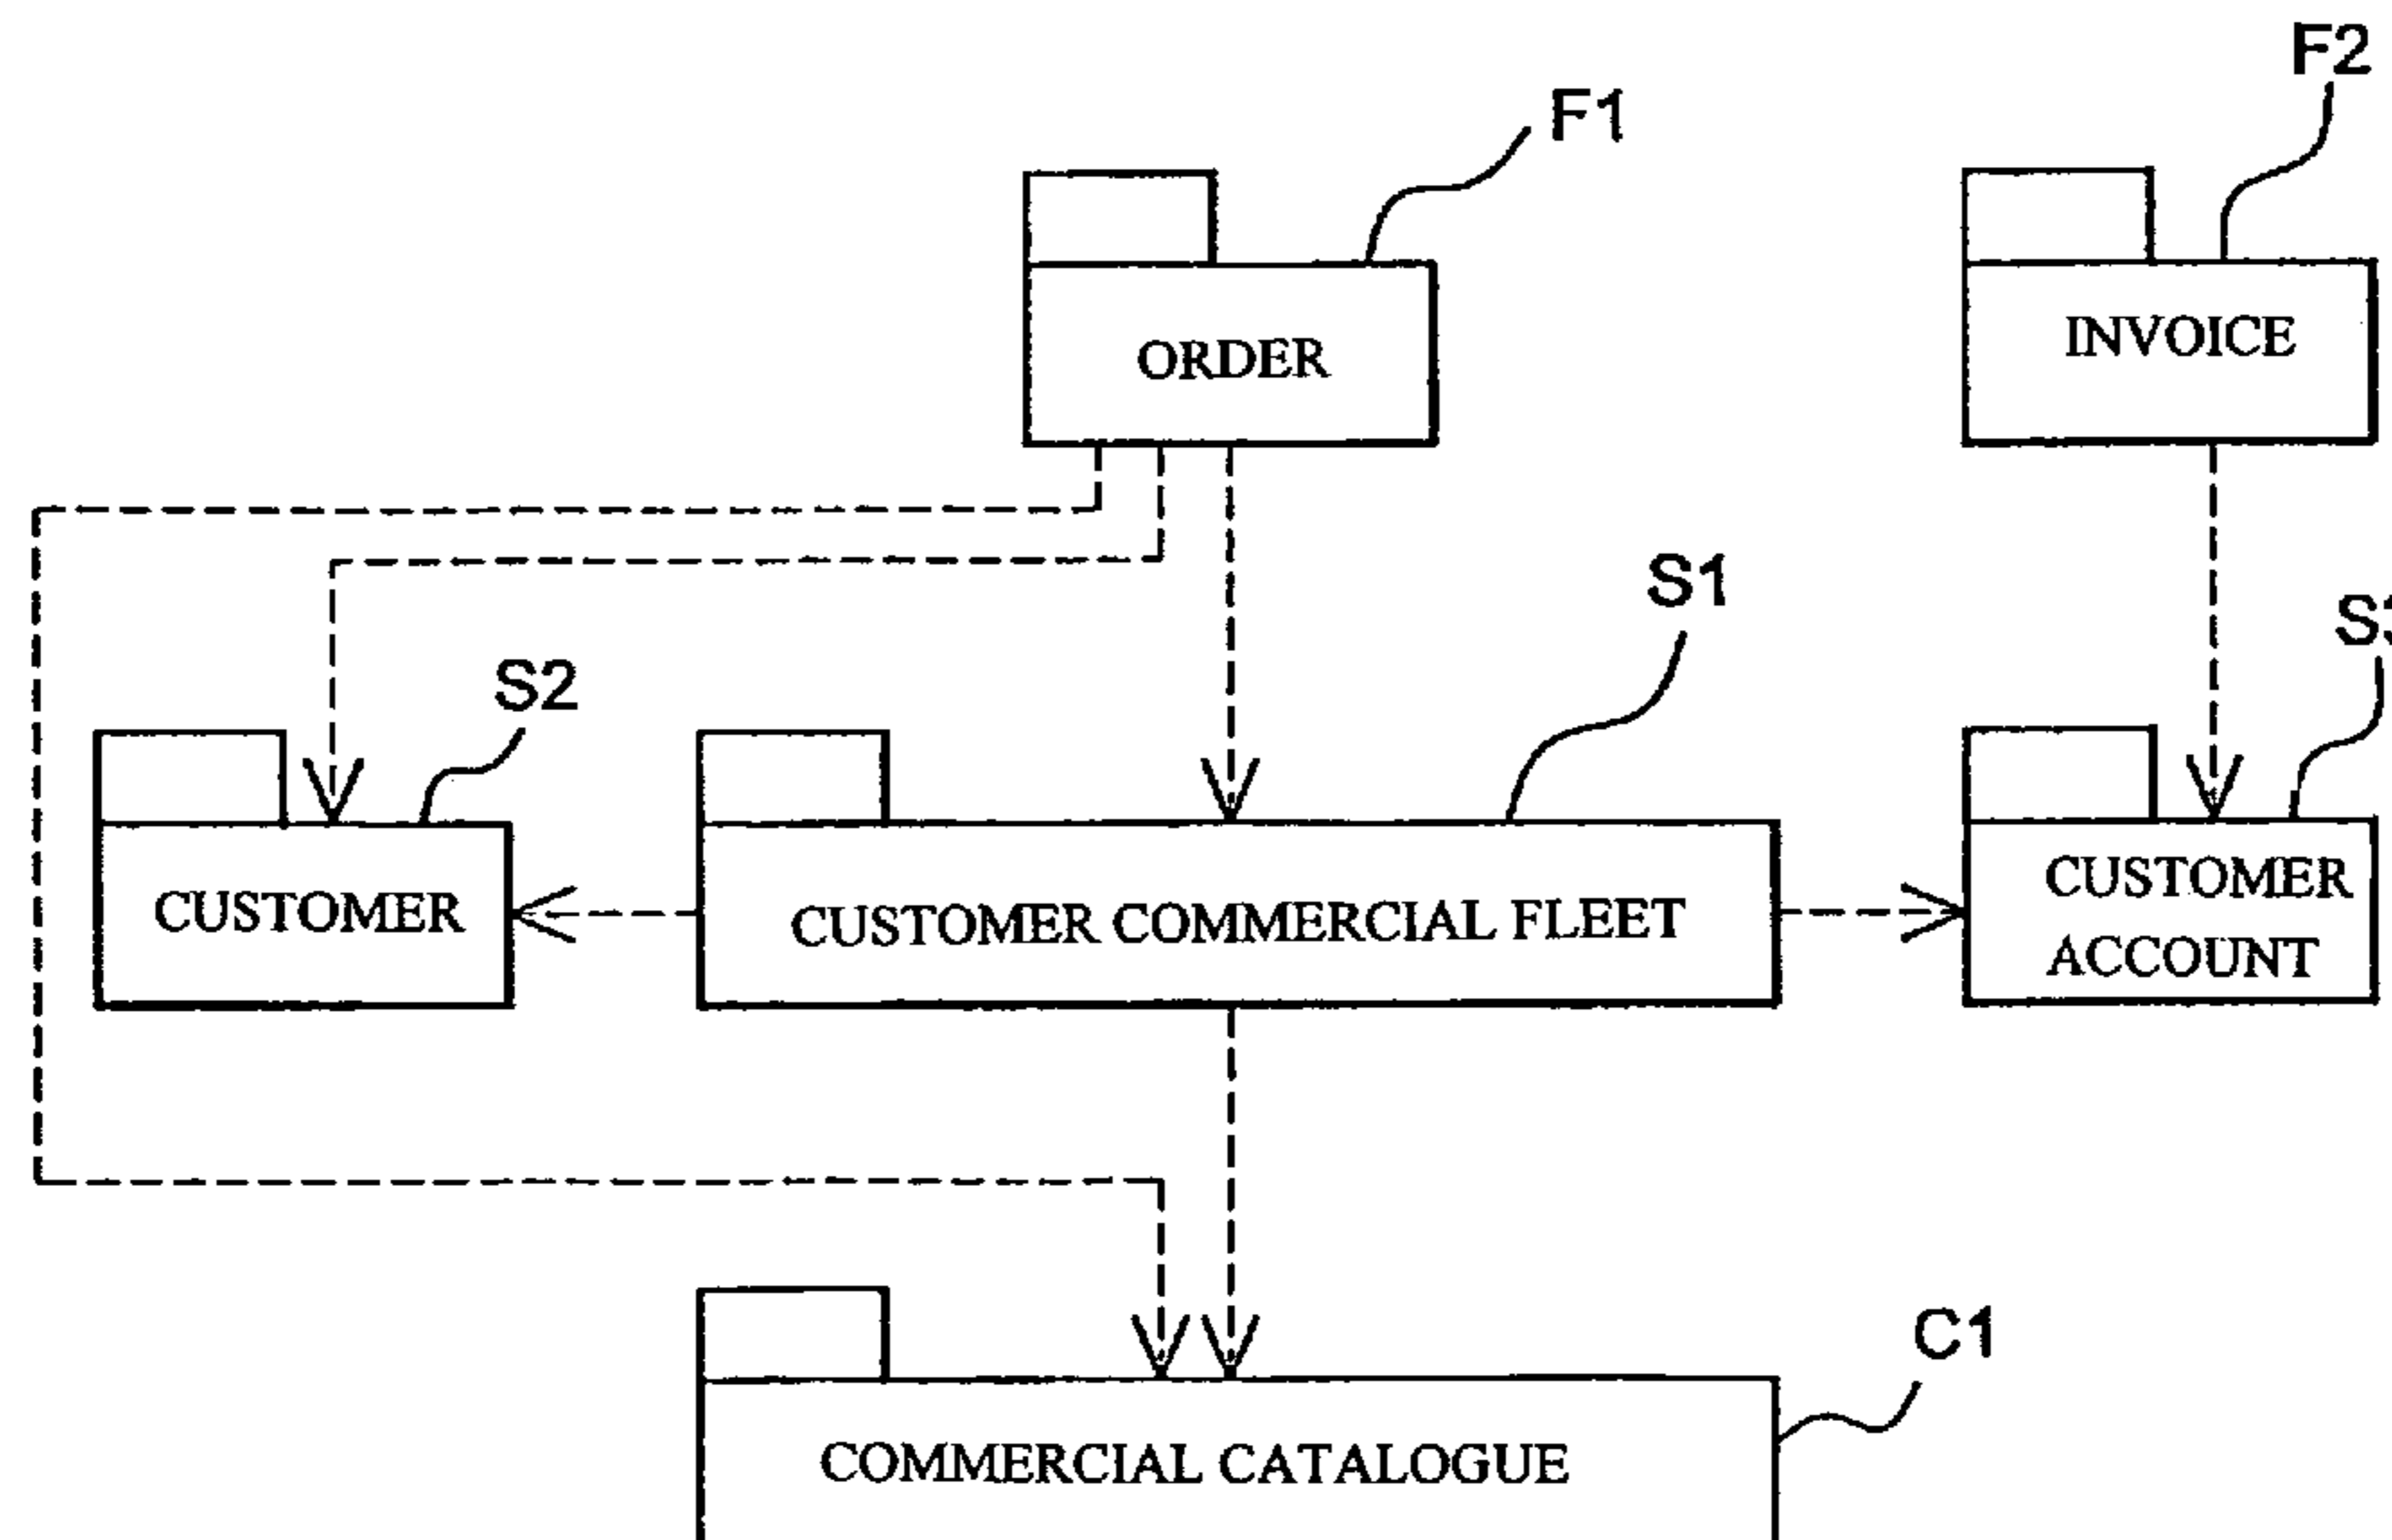 F2
F1
ORDER
INVOICE
S1
S2
CUSTOMER
CUSTOMER COMMERCIAL FLEET
CUSTOMER
ACCOUNT
C1
COMMERCIAL CATALOGUE